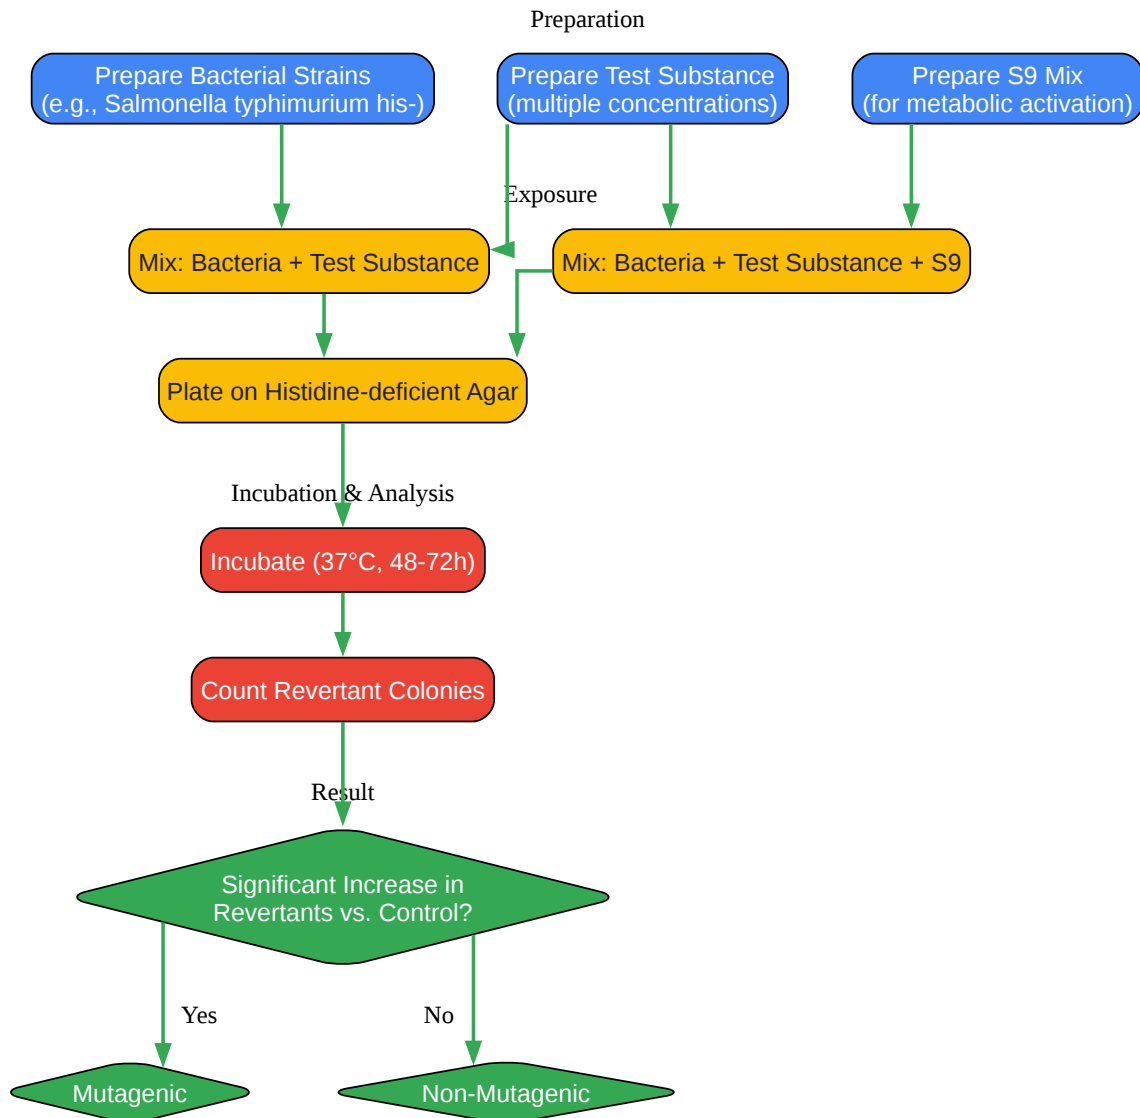 Preparation
Prepare Bacterial Strains
(e.g., Salmonella typhimurium his-)
Prepare Test Substance
(multiple concentrations)
Prepare S9 Mix
(for metabolic activation)
Exposure
Mix: Bacteria + Test Substance
Mix: Bacteria + Test Substance + S9
Plate on Histidine-deficient Agar
Incubation & Analysis
Incubate (37°C, 48-72h)
Count Revertant Colonies
Result
Significant Increase in
Revertants vs. Control?
Yes
No
Mutagenic
Non-Mutagenic